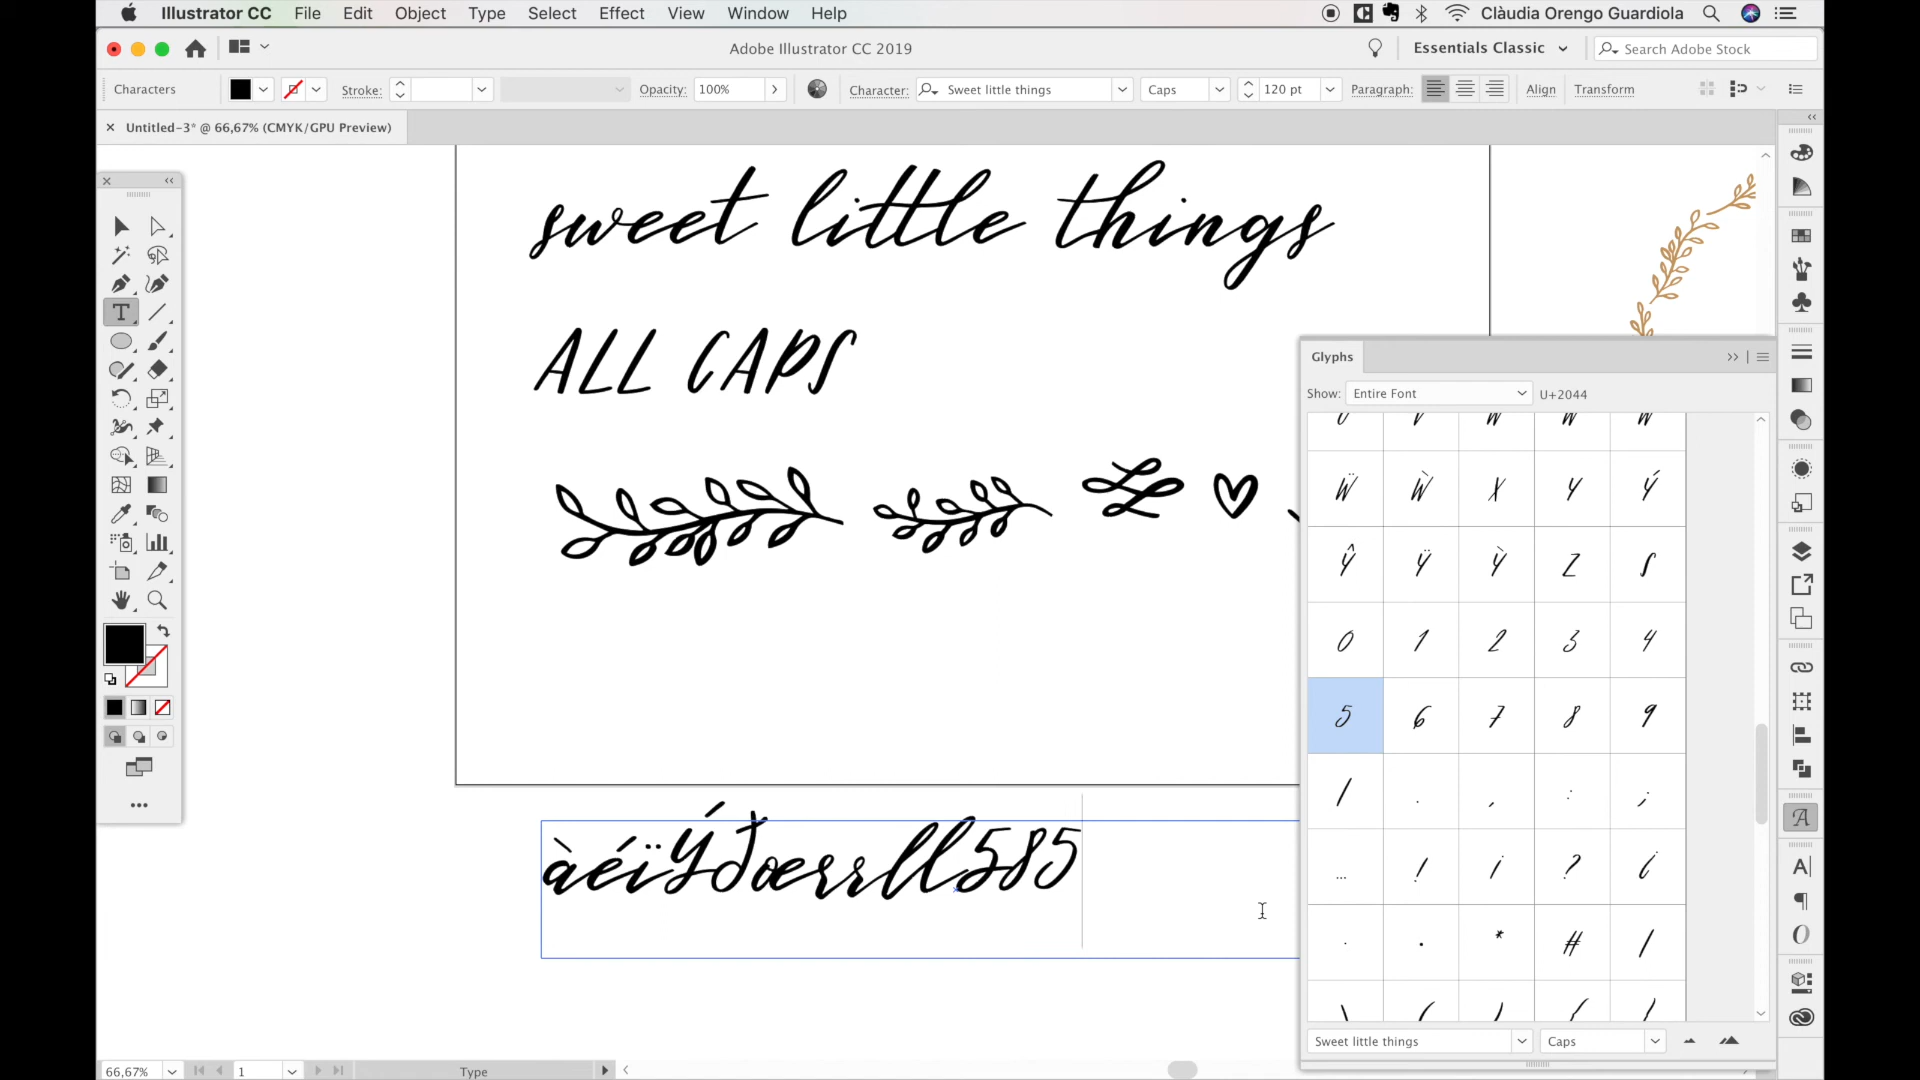 Illustrator CC File Edit Object Type Select Effect View Window Help Clàudia Orengo Guardiola
Adobe Illustrator CC 2019 Essentials Classic Search Adobe Stock
Characters Stroke: Opacity: 100% Character: Sweet little things Caps 120 pt Paragraph: Align Transform
Untitled-3* @ 66,67% (CMYK/GPU Preview)
sweet little things
ALL CAPS
Glyphs
Show: Entire Font U+2044
Ẅ Ẁ X Y Ý
Ŷ Ÿ Ỳ Z S
0 1 2 3 4
5 6 7 8 9
/ . , : ;
… ! ¡ ? ¿
· • * # /
àéïÝðœrrll585
Sweet little things Caps
66,67% 1 Type